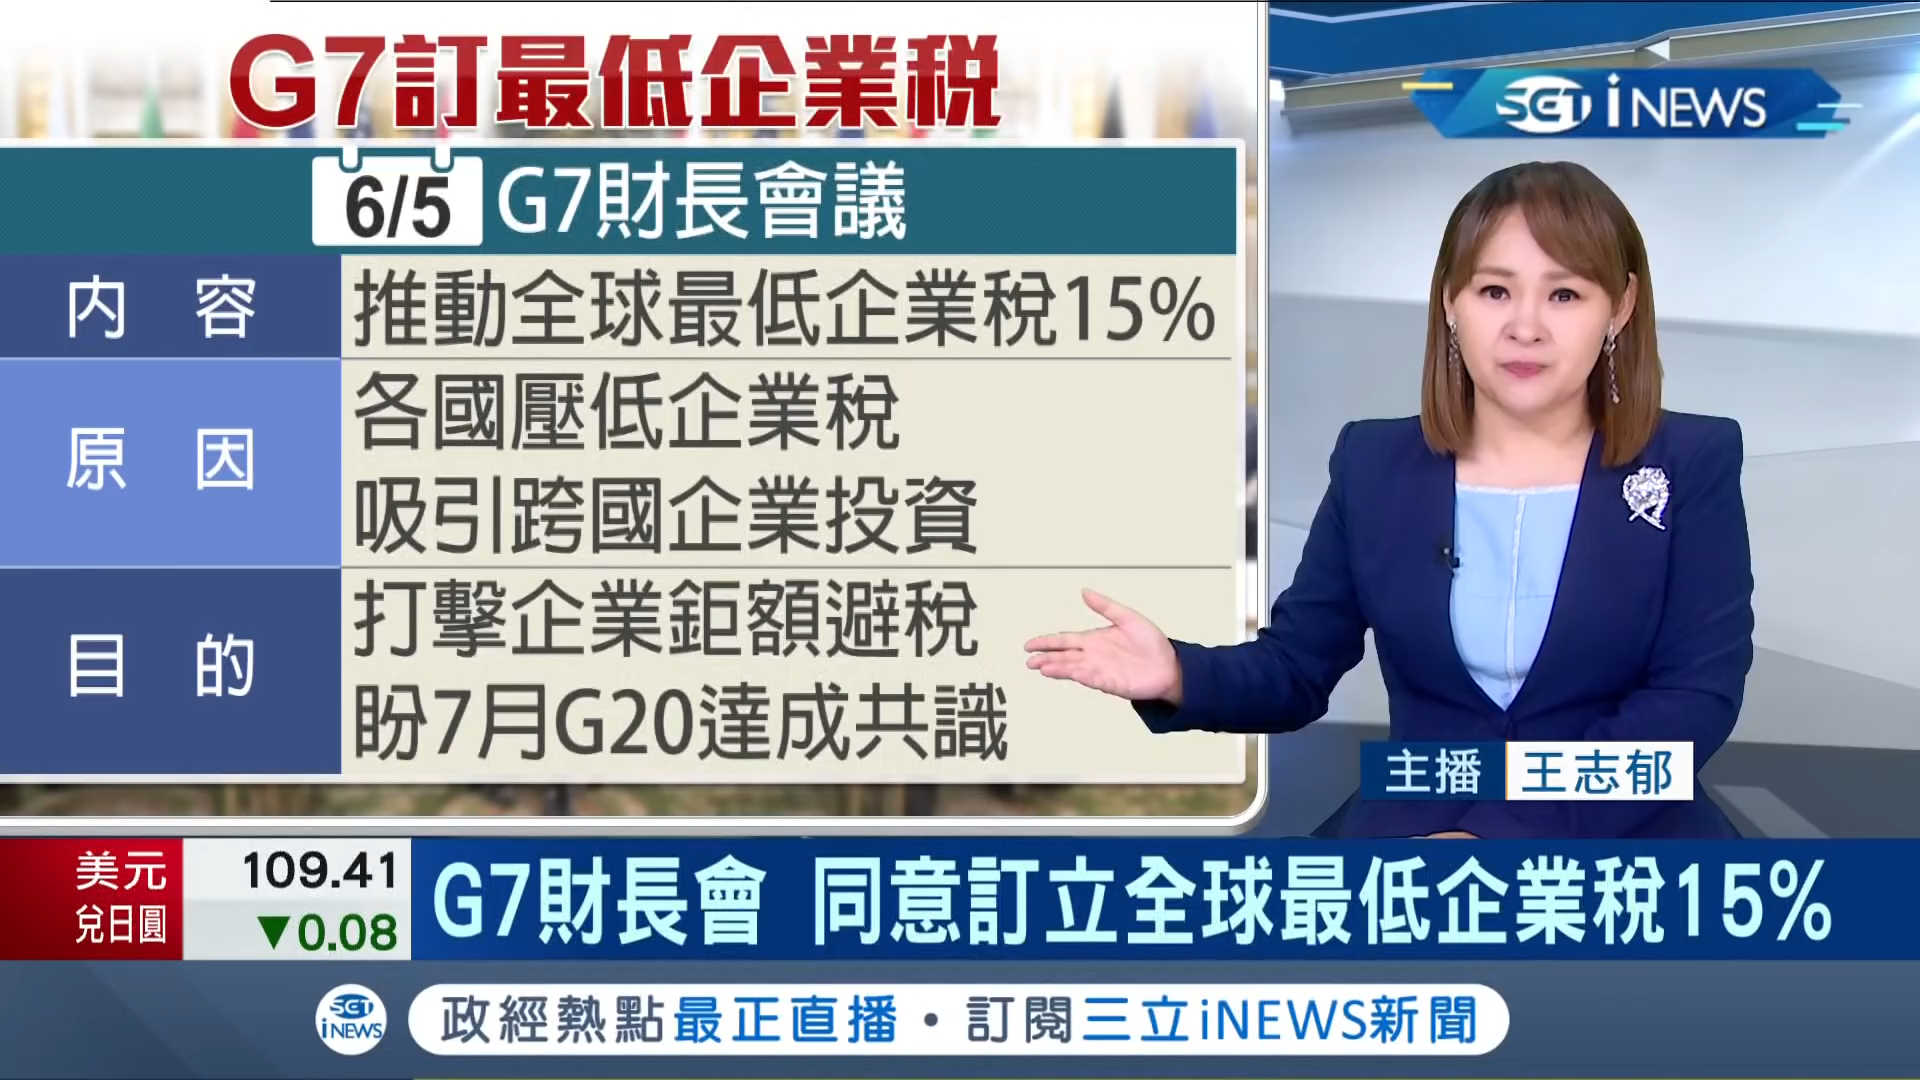 G7訂最低企業稅
SET iNEWS
6/5 G7財長會議
內容 推動全球最低企業稅15%
原因 各國壓低企業稅
吸引跨國企業投資
目的 打擊企業鉅額避稅
盼7月G20達成共識
主播 王志郁
美元
兌日圓
109.41
▼0.08
G7財長會 同意訂立全球最低企業稅15%
SET
iNEWS
政經熱點最正直播・訂閱三立iNEWS新聞